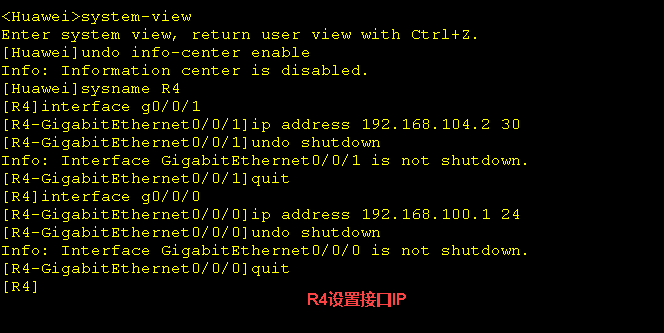 <Huawei>system-view
Enter system view, return user view with Ctrl+Z.
[Huawei]undo info-center enable
Info: Information center is disabled.
[Huawei]sysname R4
[R4]interface g0/0/1
[R4-GigabitEthernet0/0/1]ip address 192.168.104.2 30
[R4-GigabitEthernet0/0/1]undo shutdown
Info: Interface GigabitEthernet0/0/1 is not shutdown.
[R4-GigabitEthernet0/0/1]quit
[R4]interface g0/0/0
[R4-GigabitEthernet0/0/0]ip address 192.168.100.1 24
[R4-GigabitEthernet0/0/0]undo shutdown
Info: Interface GigabitEthernet0/0/0 is not shutdown.
[R4-GigabitEthernet0/0/0]quit
[R4]
R4设置接口IP